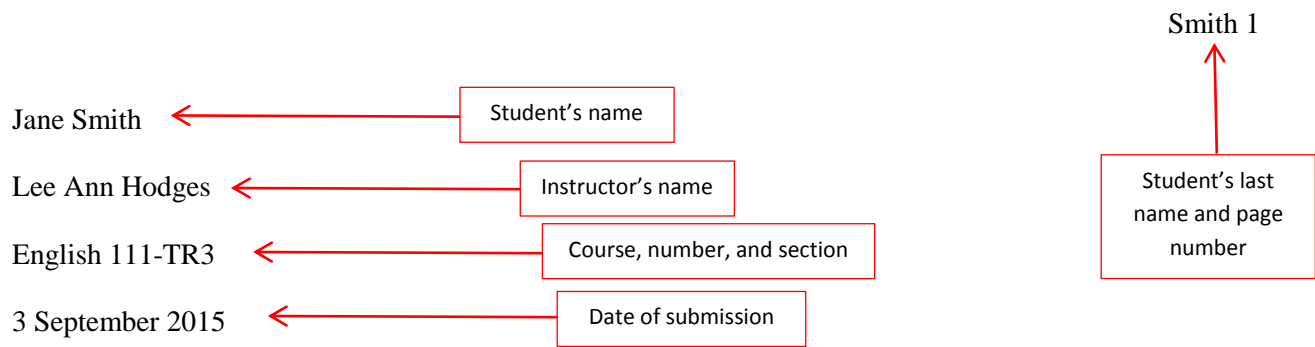 Smith 1
Jane Smith
Student’s name
Lee Ann Hodges
Instructor’s name
Student’s last
name and page
number
English 111-TR3
Course, number, and section
3 September 2015
Date of submission